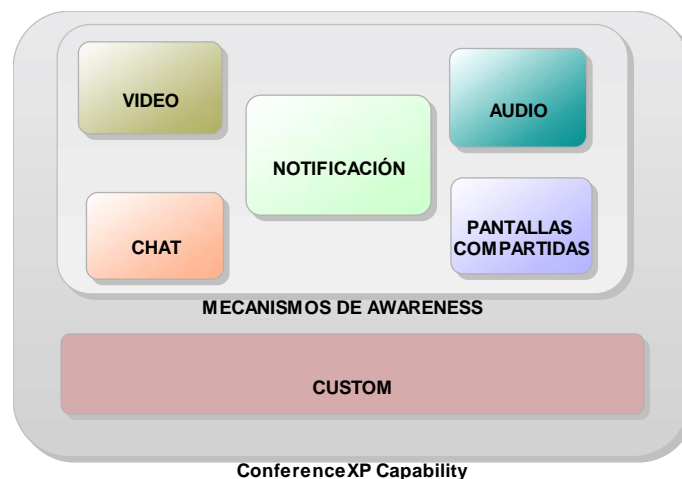 VIDEO
AUDIO
NOTIFICACIÓN
CHAT
PANTALLAS
COMPARTIDAS
MECANISMOS DE AWARENESS
CUSTOM
ConferenceXP Capability